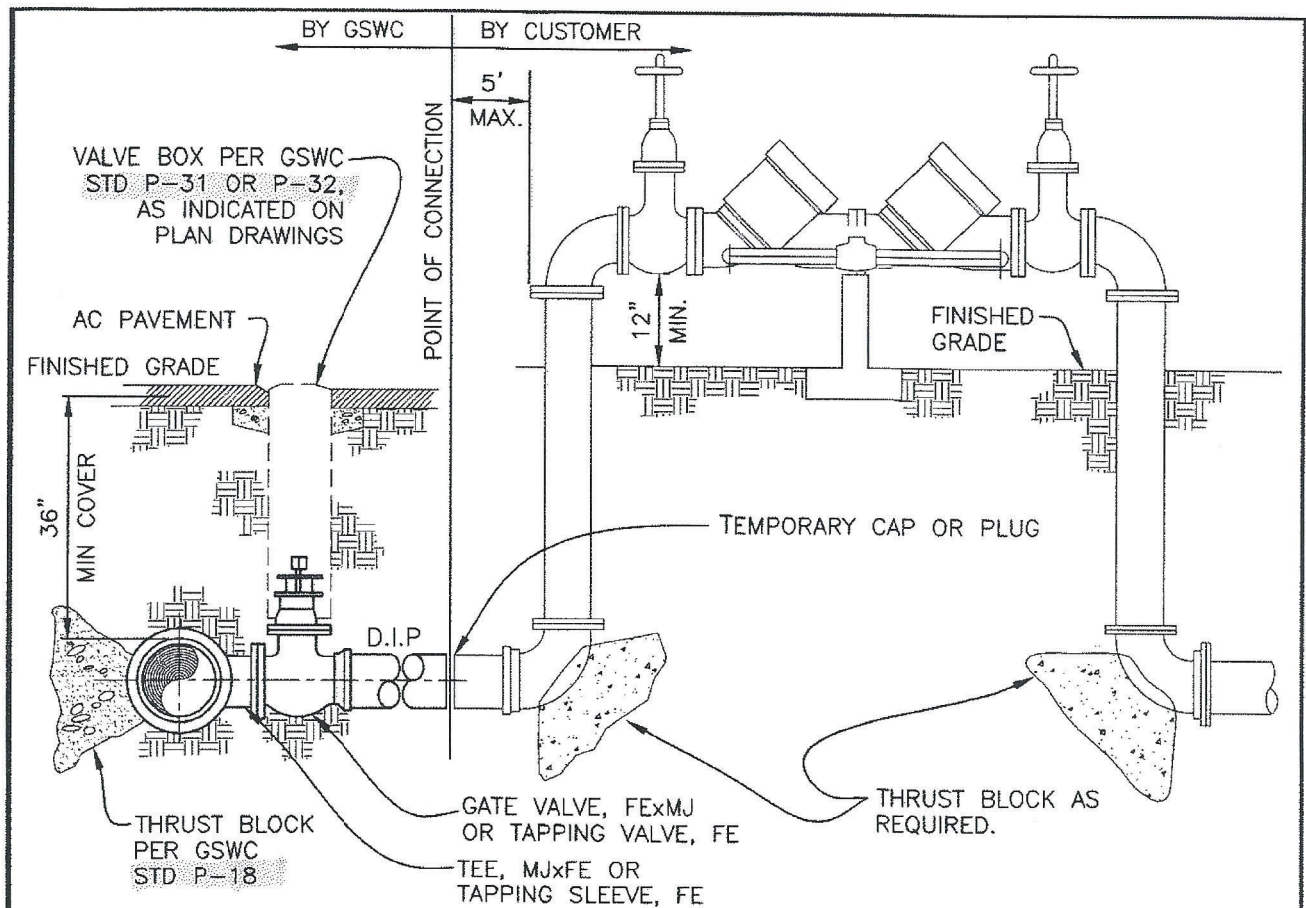 BY GSWC
BY CUSTOMER
5'
MAX.
POINT OF CONNECTION
VALVE BOX PER GSWC
STD P-31 OR P-32,
AS INDICATED ON
PLAN DRAWINGS
AC PAVEMENT
FINISHED GRADE
12"
MIN.
FINISHED
GRADE
36"
MIN COVER
TEMPORARY CAP OR PLUG
D.I.P
GATE VALVE, FExMJ
OR TAPPING VALVE, FE
THRUST BLOCK AS
REQUIRED.
THRUST BLOCK
PER GSWC
STD P-18
TEE, MJxFE OR
TAPPING SLEEVE, FE